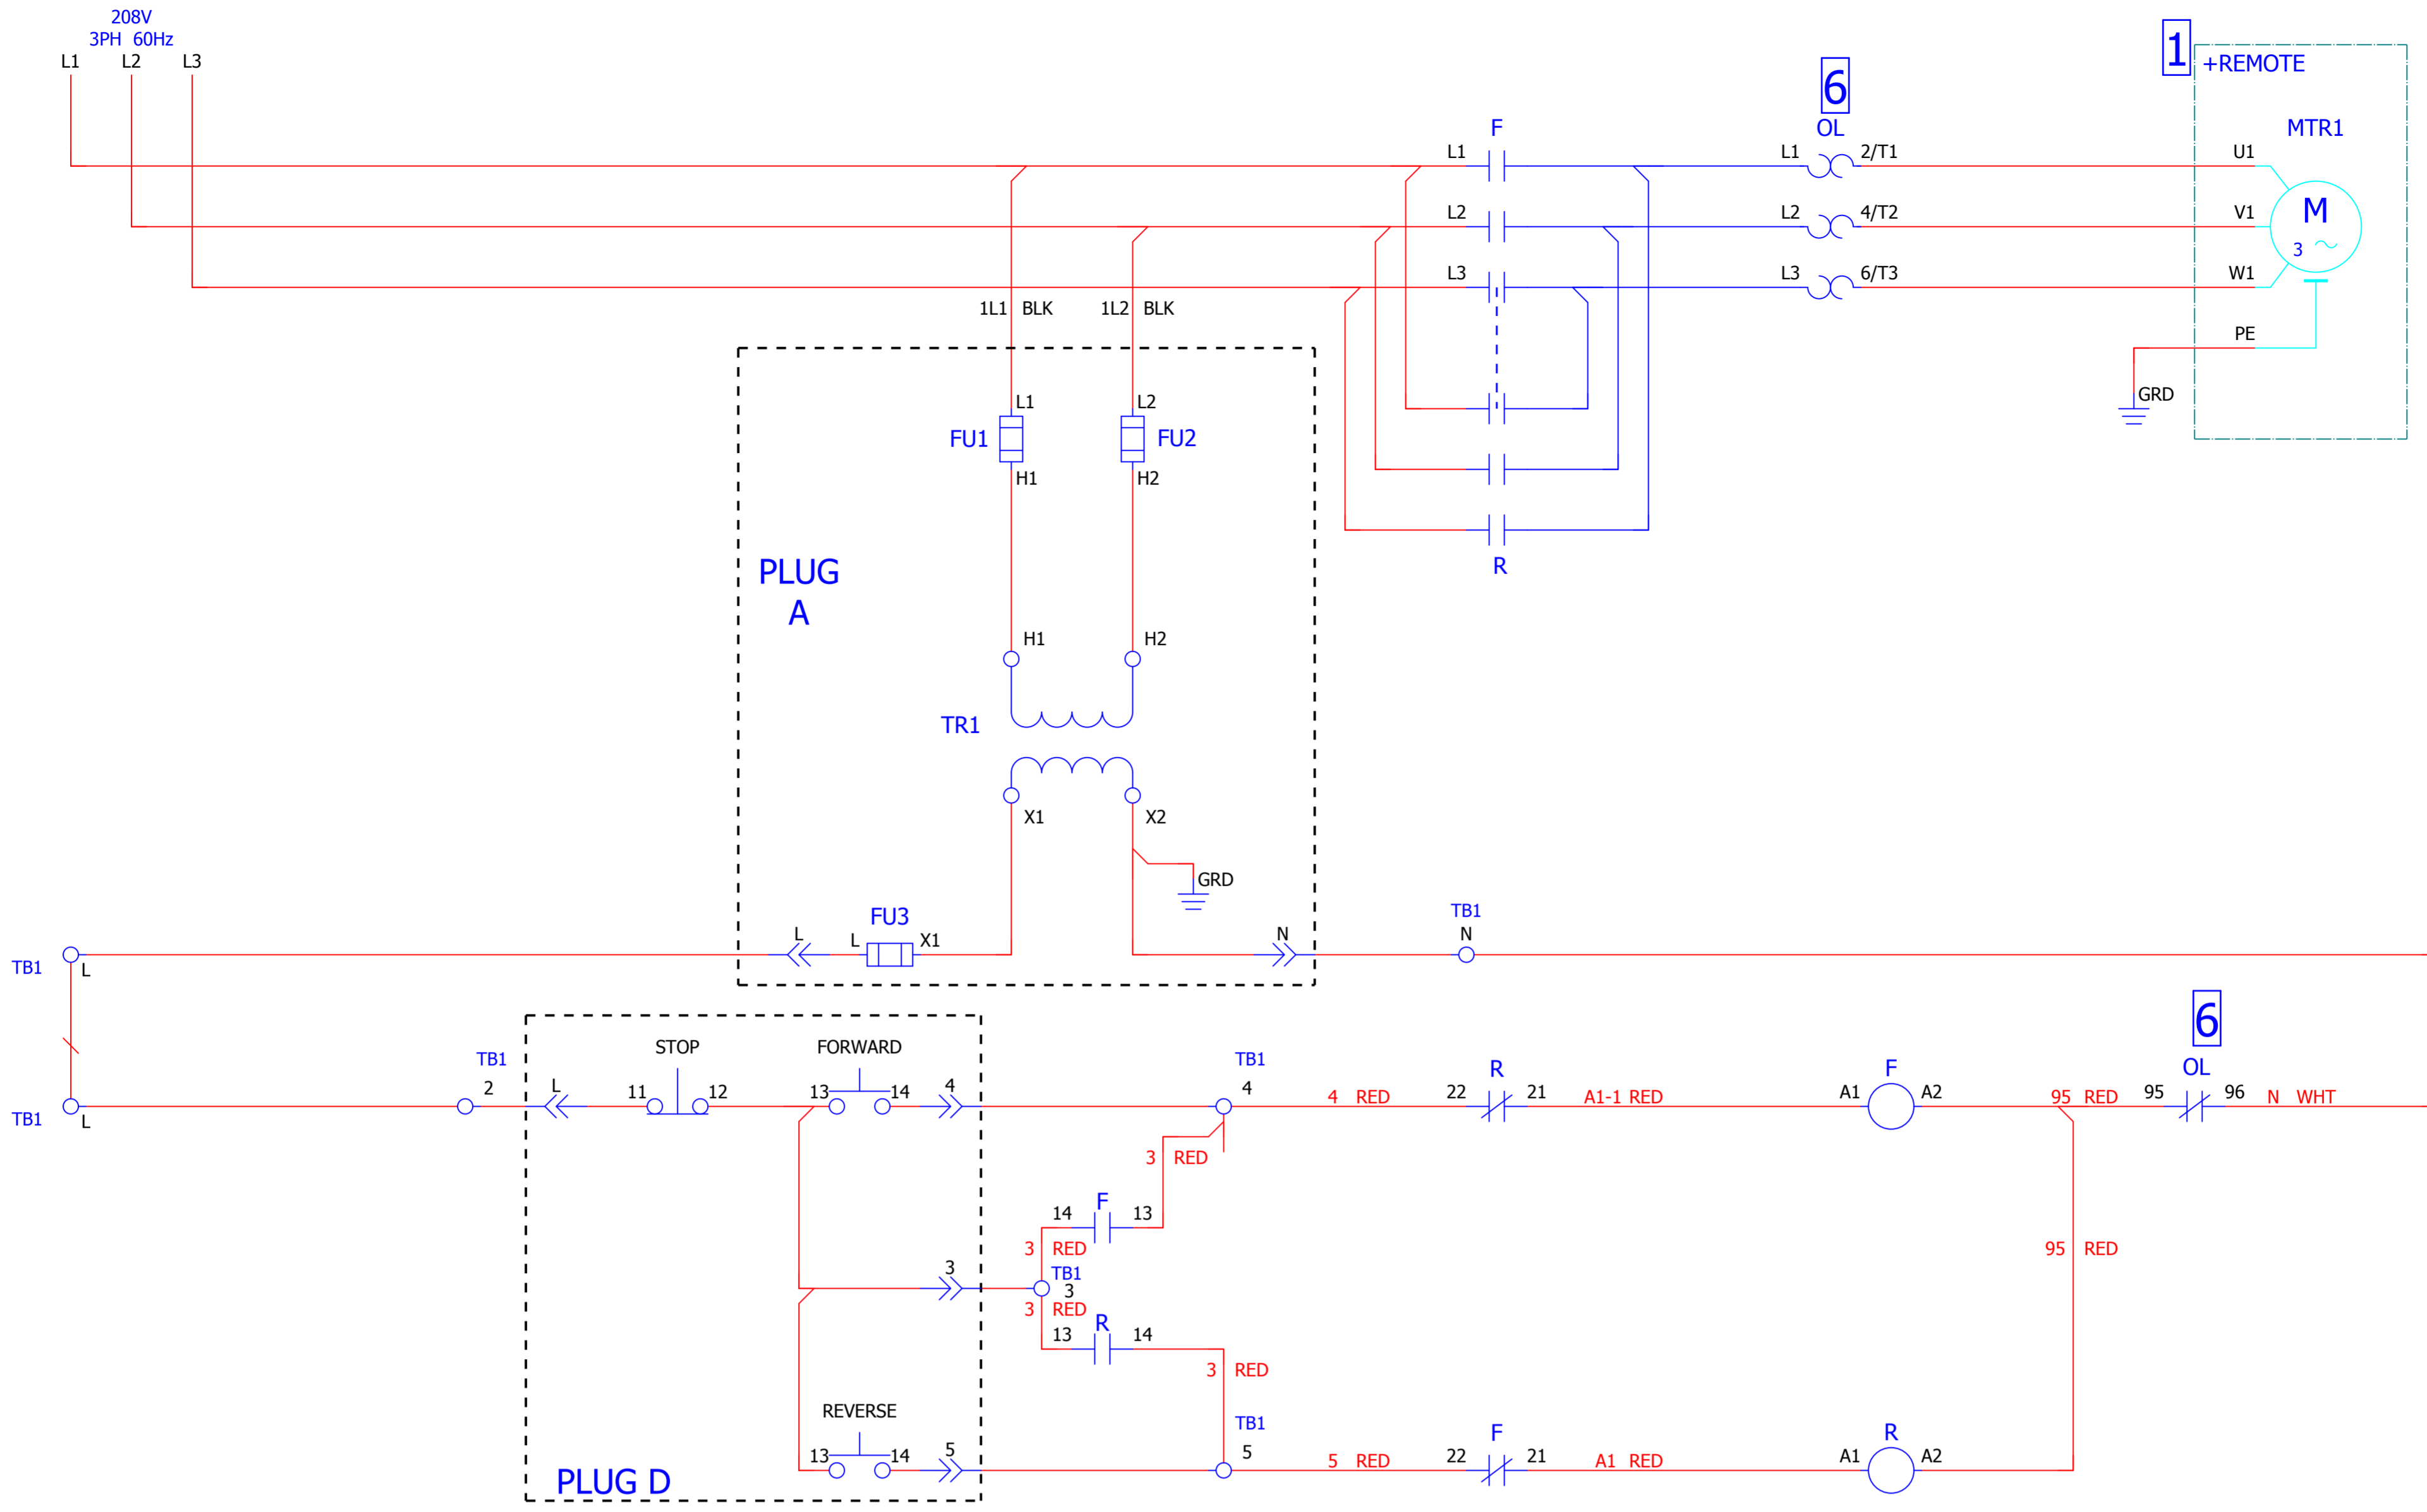 208V
3PH 60Hz
L1 L2 L3
1
+REMOTE
6
F OL MTR1
L1 L1 2/T1 U1
L2 L2 4/T2 V1 M
3
L3 L3 6/T3 W1
1L1 BLK 1L2 BLK
PE
GRD
L1 L2
FU1 FU2
H1 H2
R
PLUG
A
H1 H2
TR1
X1 X2
GRD
FU3 TB1
L L X1 N N
TB1 L
6
STOP FORWARD
TB1 TB1 R F OL
2 L 11 12 13 14 4 4
4 RED 22 21 A1-1 RED A1 A2 95 RED 95 96 N WHT
TB1 L
3 RED
F
14 13
3 RED 95 RED
3 TB1
3
3 RED
R
13 14
3 RED
REVERSE
TB1 F R
13 14 5 5
5 RED 22 21 A1 RED A1 A2
PLUG D